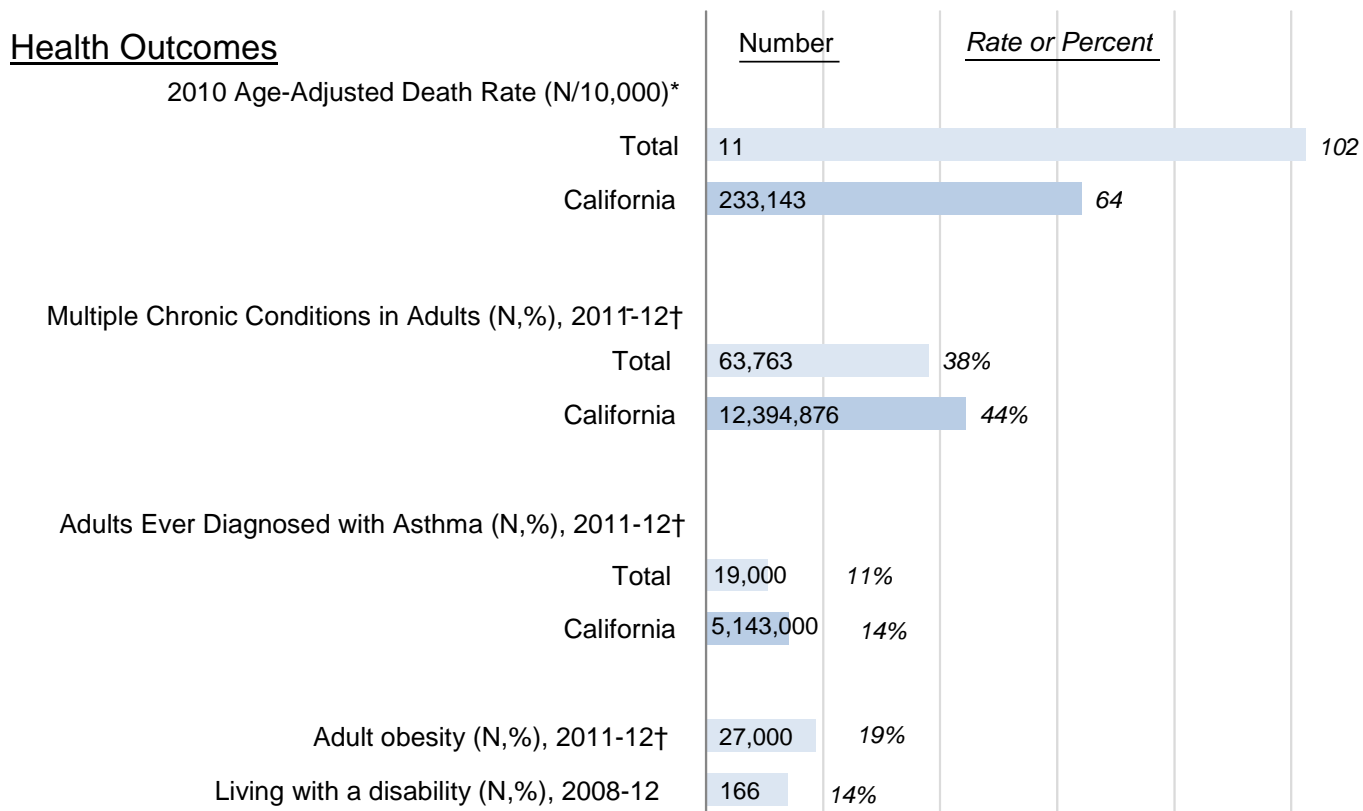 Health Outcomes Number Rate or Percent
2010 Age-Adjusted Death Rate (N/10,000)*
Total 11 102
California 233,143 64
Multiple Chronic Conditions in Adults (N,%), 2011-12†
Total 63,763 38%
California 12,394,876 44%
Adults Ever Diagnosed with Asthma (N,%), 2011-12†
Total 19,000 11%
California 5,143,000 14%
Adult obesity (N,%), 2011-12† 27,000 19%
Living with a disability (N,%), 2008-12 166 14%